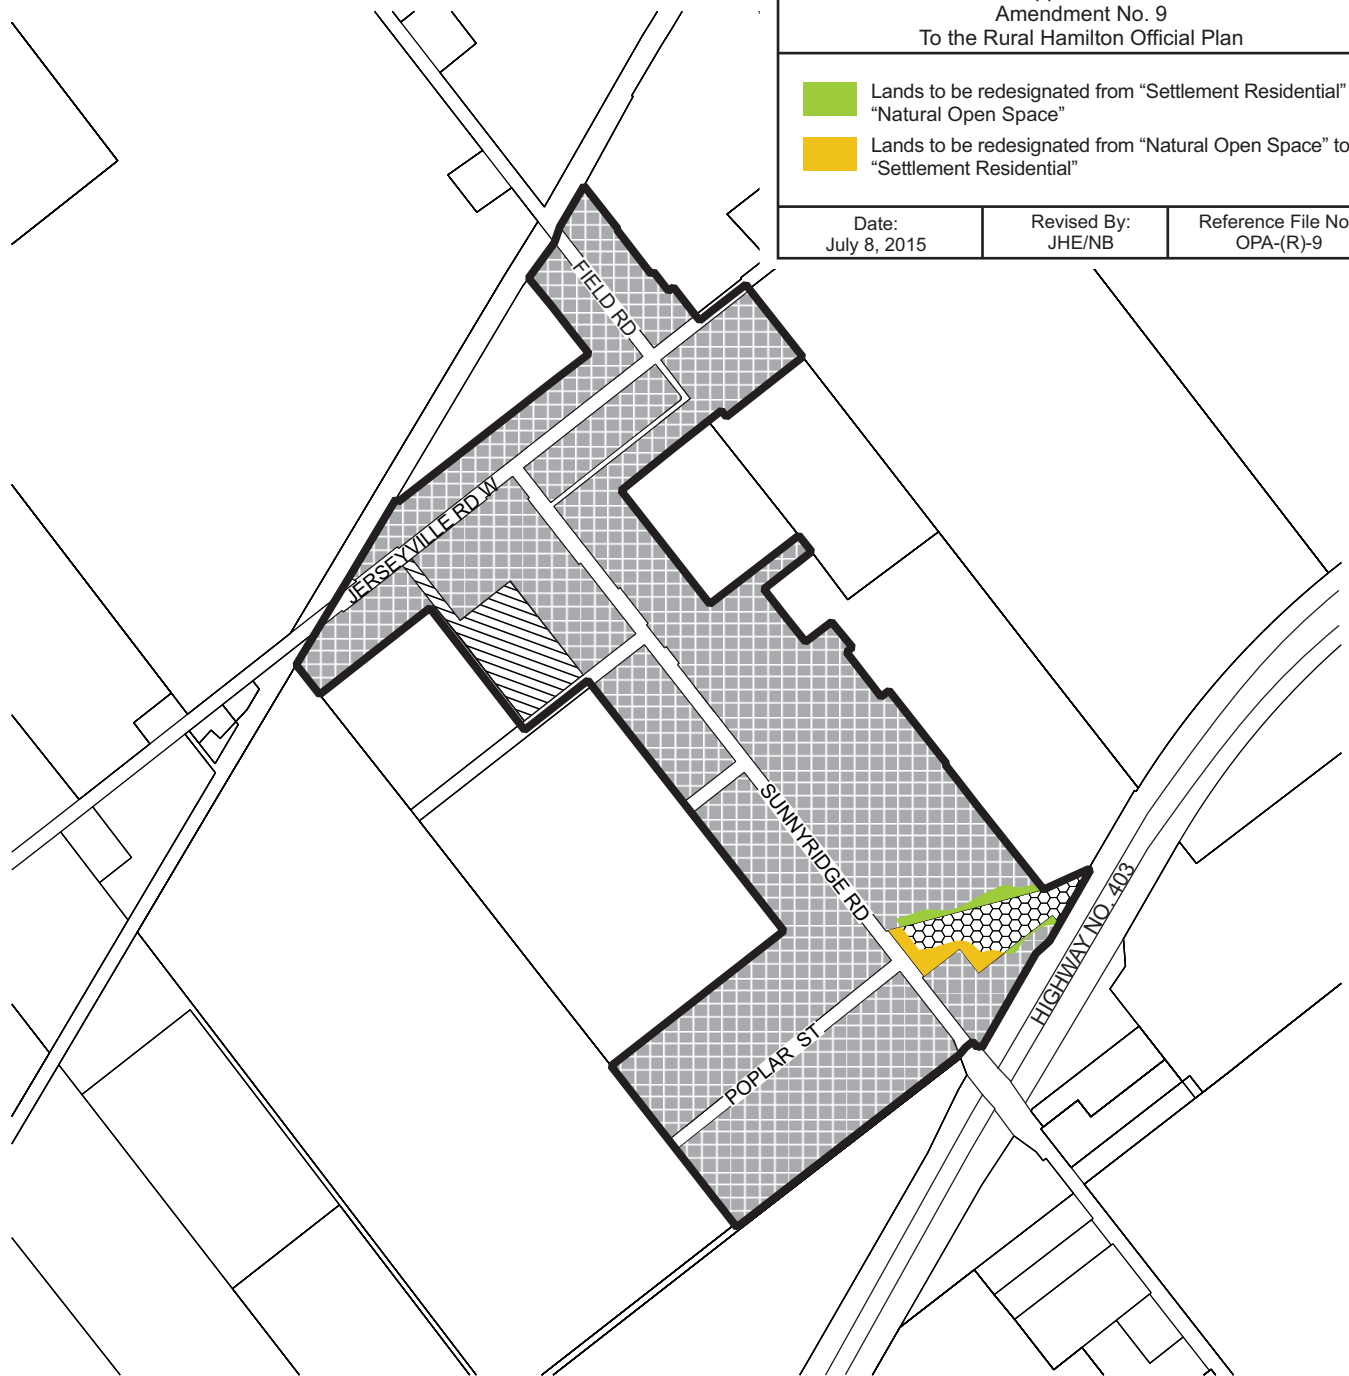 Amendment No. 9
To the Rural Hamilton Official Plan
Lands to be redesignated from “Settlement Residential”
“Natural Open Space”
Lands to be redesignated from “Natural Open Space” to
“Settlement Residential”
Date:
July 8, 2015
Revised By:
JHE/NB
Reference File No
OPA-(R)-9
FIELD RD
JERSEYVILLE RD W
SUNNYRIDGE RD
HIGHWAY NO. 403
POPLAR ST